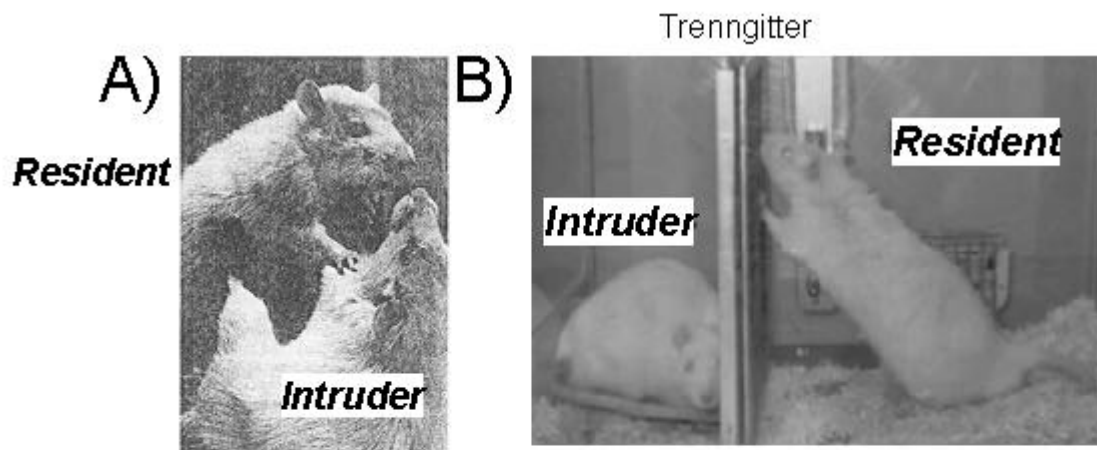 Trenngitter
A)
B)
Resident
Resident
Intruder
Intruder